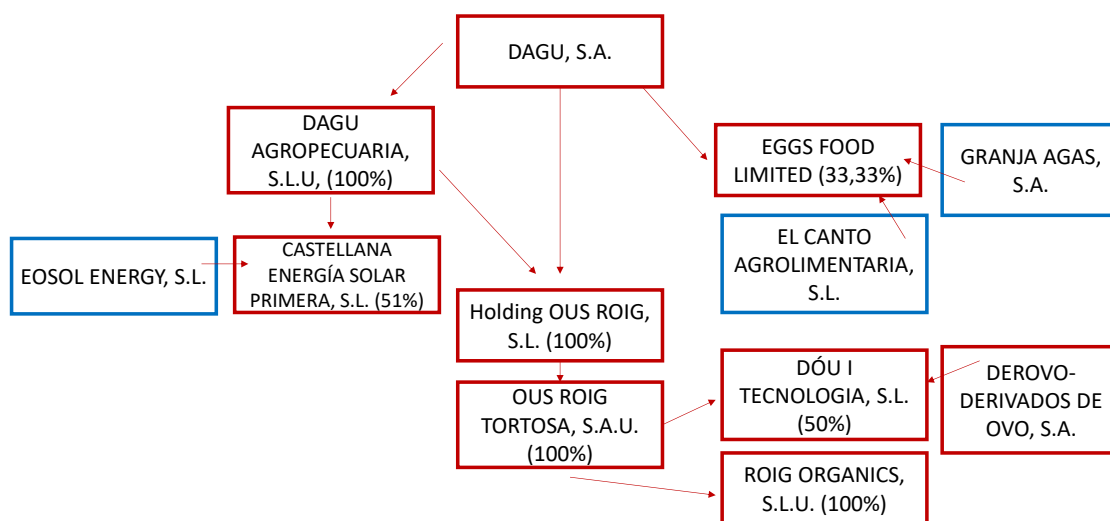 DAGU, S.A.
DAGU
AGROPECUARIA,
S.L.U, (100%)
EGGS FOOD
LIMITED (33,33%)
GRANJA AGAS,
S.A.
EOSOL ENERGY, S.L.
CASTELLANA
ENERGÍA SOLAR
PRIMERA, S.L. (51%)
EL CANTO
AGROLIMENTARIA,
S.L.
Holding OUS ROIG,
S.L. (100%)
OUS ROIG
TORTOSA, S.A.U.
(100%)
DÓU I
TECNOLOGIA, S.L.
(50%)
DEROVO-
DERIVADOS DE
OVO, S.A.
ROIG ORGANICS,
S.L.U. (100%)